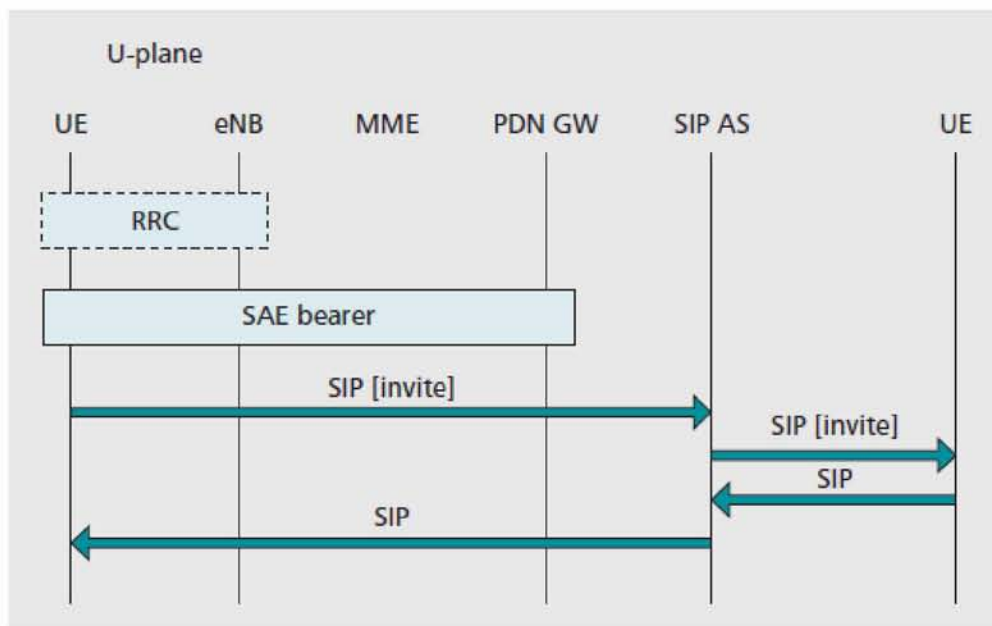 U-plane
UE eNB MME PDN GW SIP AS UE
RRC
SAE bearer
SIP [invite]
SIP [invite]
SIP
SIP